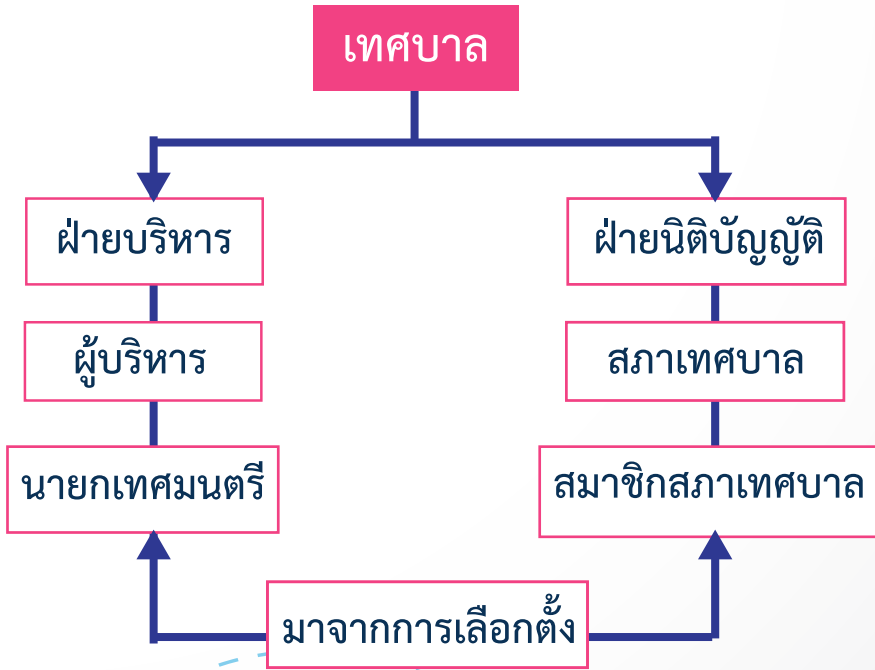 เทศบาล
ฝ่ายบริหาร
ฝ่ายนิติบัญญัติ
ผู้บริหาร
สภาเทศบาล
นายกเทศมนตรี
สมาชิกสภาเทศบาล
มาจากการเลือกตั้ง